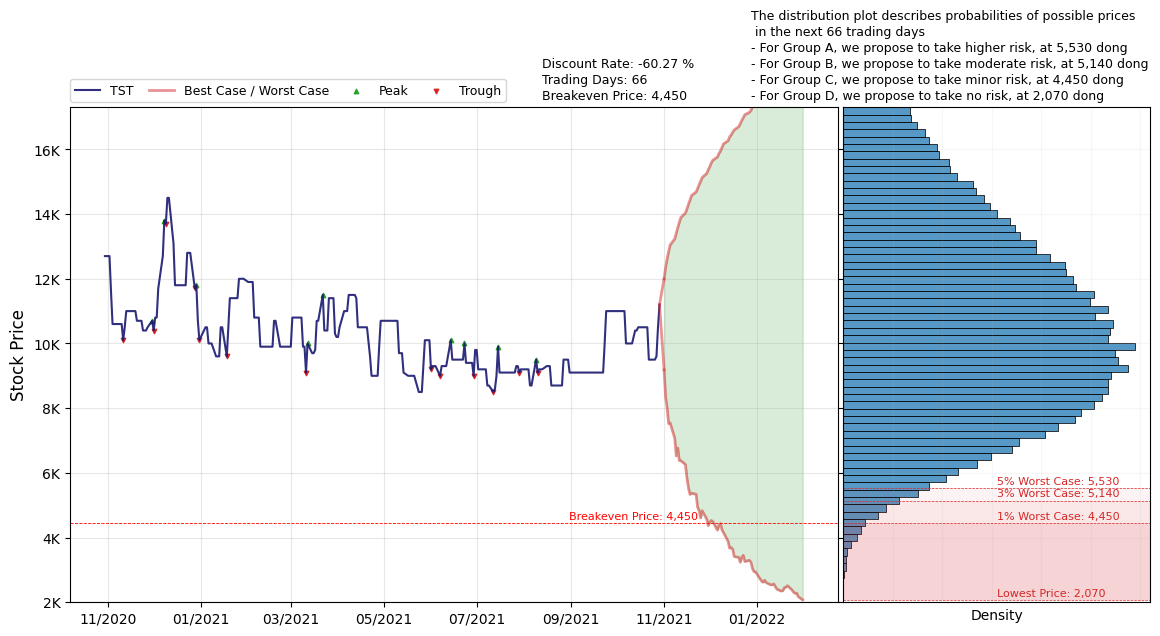 The distribution plot describes probabilities of possible prices
in the next 66 trading days
- For Group A, we propose to take higher risk, at 5,530 dong
- For Group B, we propose to take moderate risk, at 5,140 dong
- For Group C, we propose to take minor risk, at 4,450 dong
- For Group D, we propose to take no risk, at 2,070 dong
Discount Rate: -60.27 %
Trading Days: 66
Breakeven Price: 4,450
TST
Best Case / Worst Case
Peak
Trough
Stock Price
16K
14K
12K
10K
8K
6K
4K
2K
Breakeven Price: 4,450
11/2020
01/2021
03/2021
05/2021
07/2021
09/2021
11/2021
01/2022
5% Worst Case: 5,530
3% Worst Case: 5,140
1% Worst Case: 4,450
Lowest Price: 2,070
Density